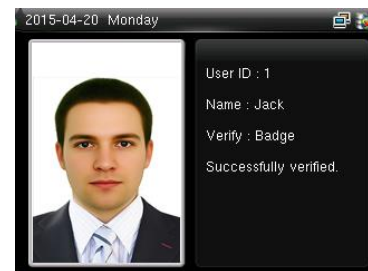 2015-04-20 Monday
User ID : 1
Name : Jack
Verify : Badge
Successfully verified.